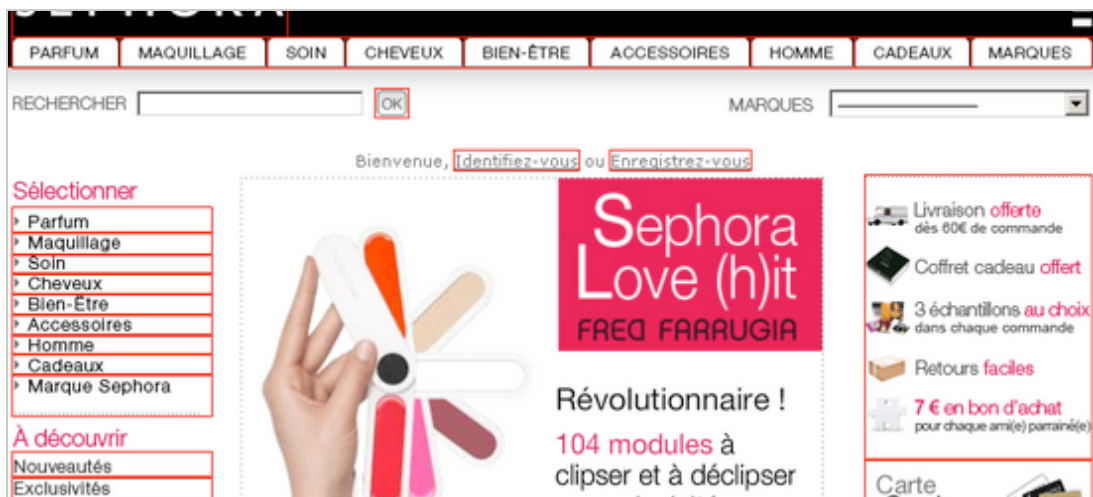 SEPHORA
PARFUM MAQUILLAGE SOIN CHEVEUX BIEN-ÊTRE ACCESSOIRES HOMME CADEAUX MARQUES
RECHERCHER OK MARQUES
Bienvenue, Identifiez-vous ou Enregistrez-vous
Sélectionner
Parfum
Maquillage
Soin
Cheveux
Bien-Être
Accessoires
Homme
Cadeaux
Marque Sephora
À découvrir
Nouveautés
Exclusivités
Sephora
Love (h)it
FRED FARRUGIA
Révolutionnaire !
104 modules à
clipser et à déclipser
Livraison offerte
dès 60€ de commande
Coffret cadeau offert
3 échantillons au choix
dans chaque commande
Retours faciles
7 € en bon d'achat
pour chaque ami(e) parrainé(e)
Carte